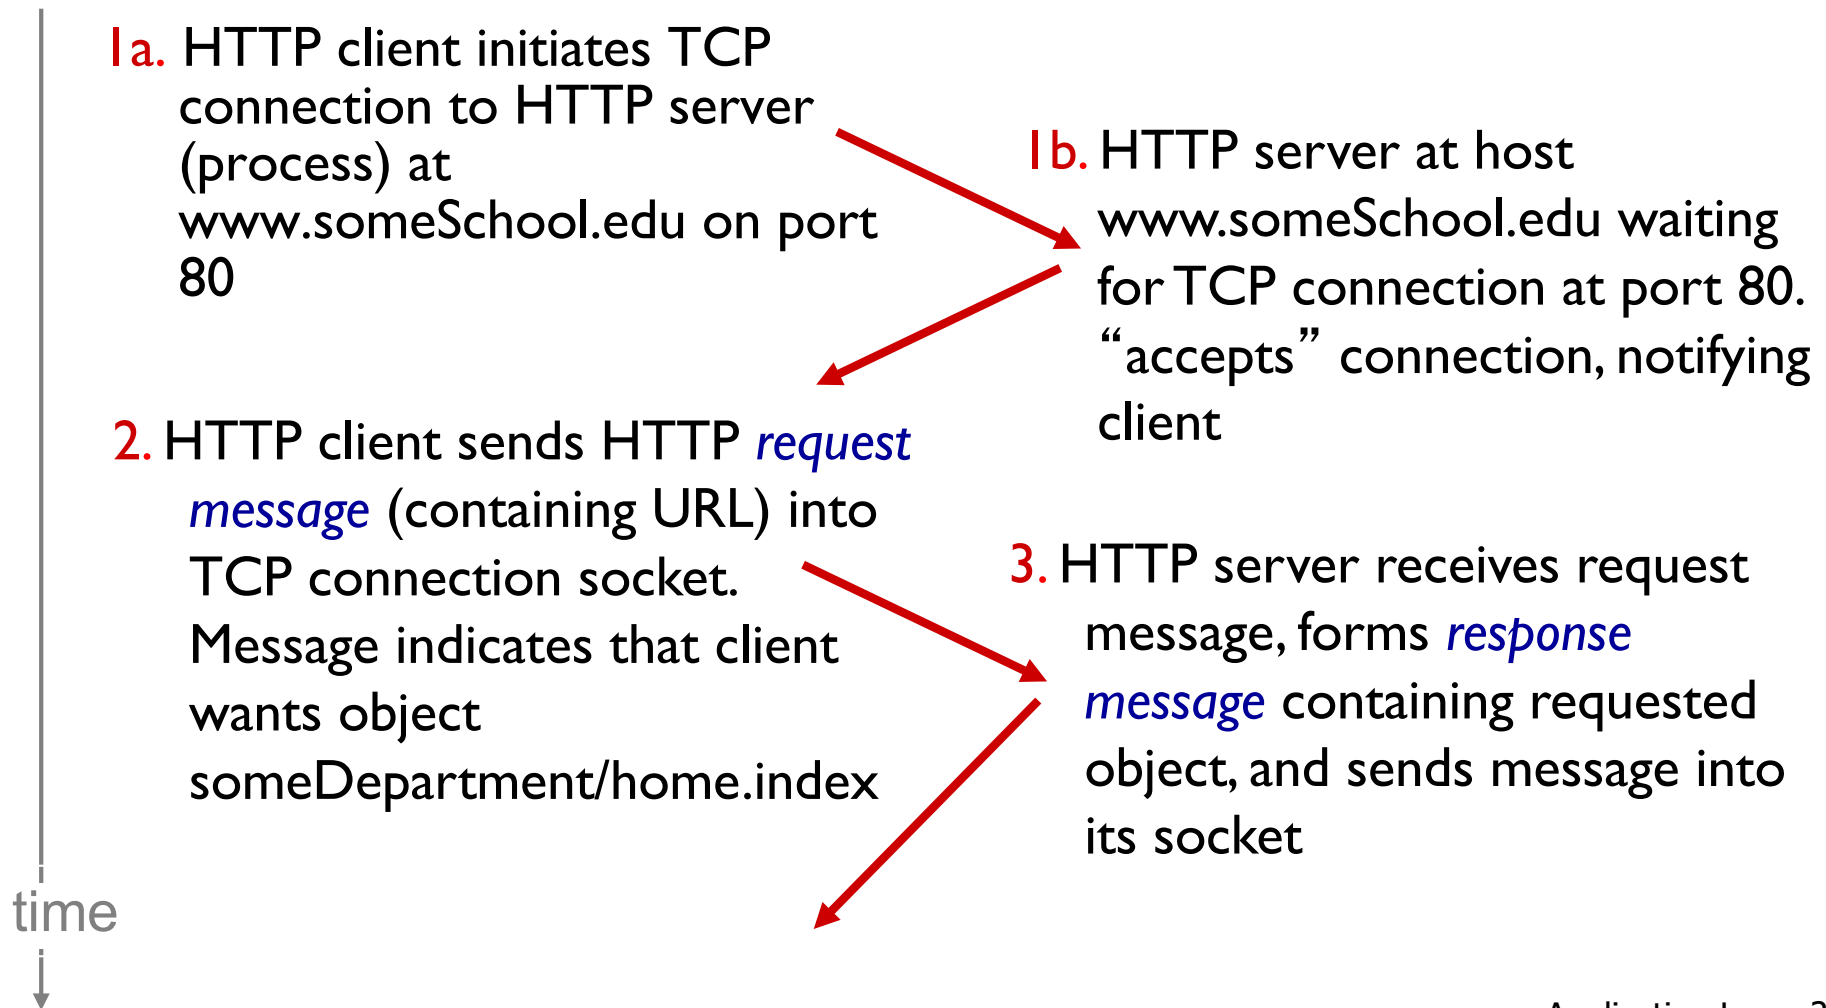 1a. HTTP client initiates TCP
connection to HTTP server
(process) at
www.someSchool.edu on port
80
1b. HTTP server at host
www.someSchool.edu waiting
for TCP connection at port 80.
“accepts” connection, notifying
client
2. HTTP client sends HTTP request
message (containing URL) into
TCP connection socket.
Message indicates that client
wants object
someDepartment/home.index
3. HTTP server receives request
message, forms response
message containing requested
object, and sends message into
its socket
time